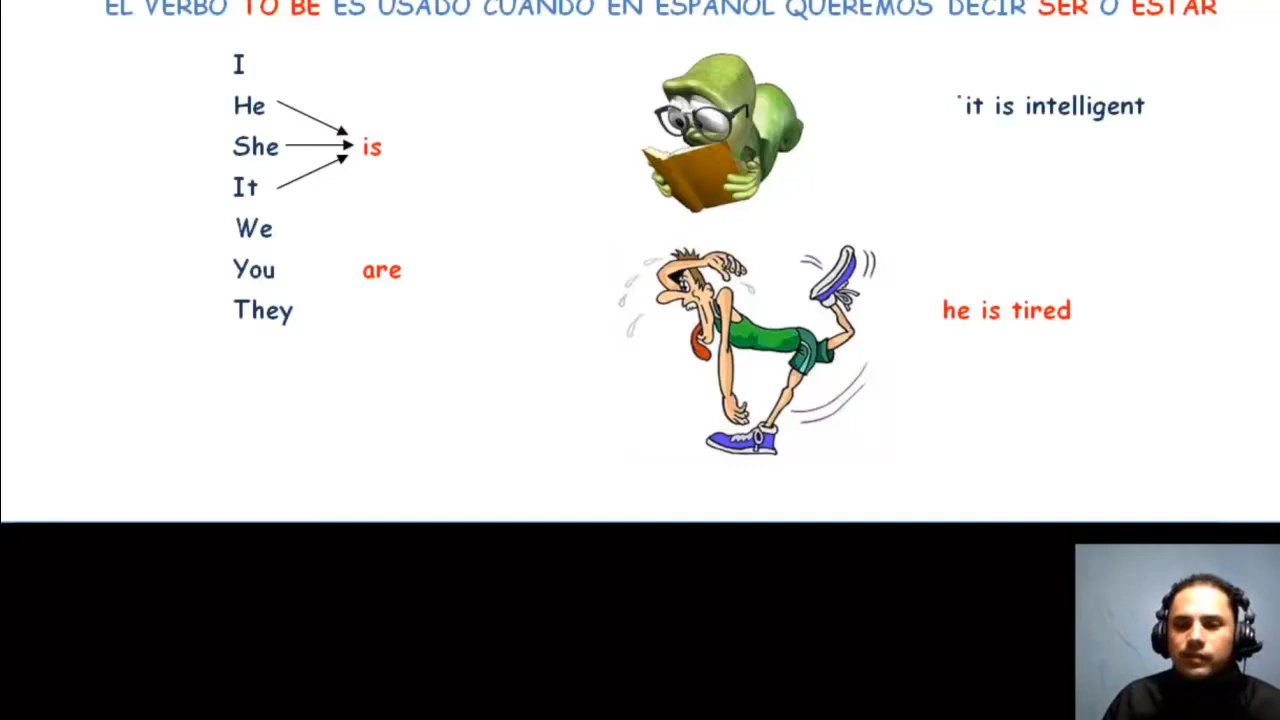 EL VERBO TO BE ES USADO CUANDO EN ESPAÑOL QUEREMOS DECIR SER O ESTAR
I
He
She is
It
We
You are
They
it is intelligent
he is tired